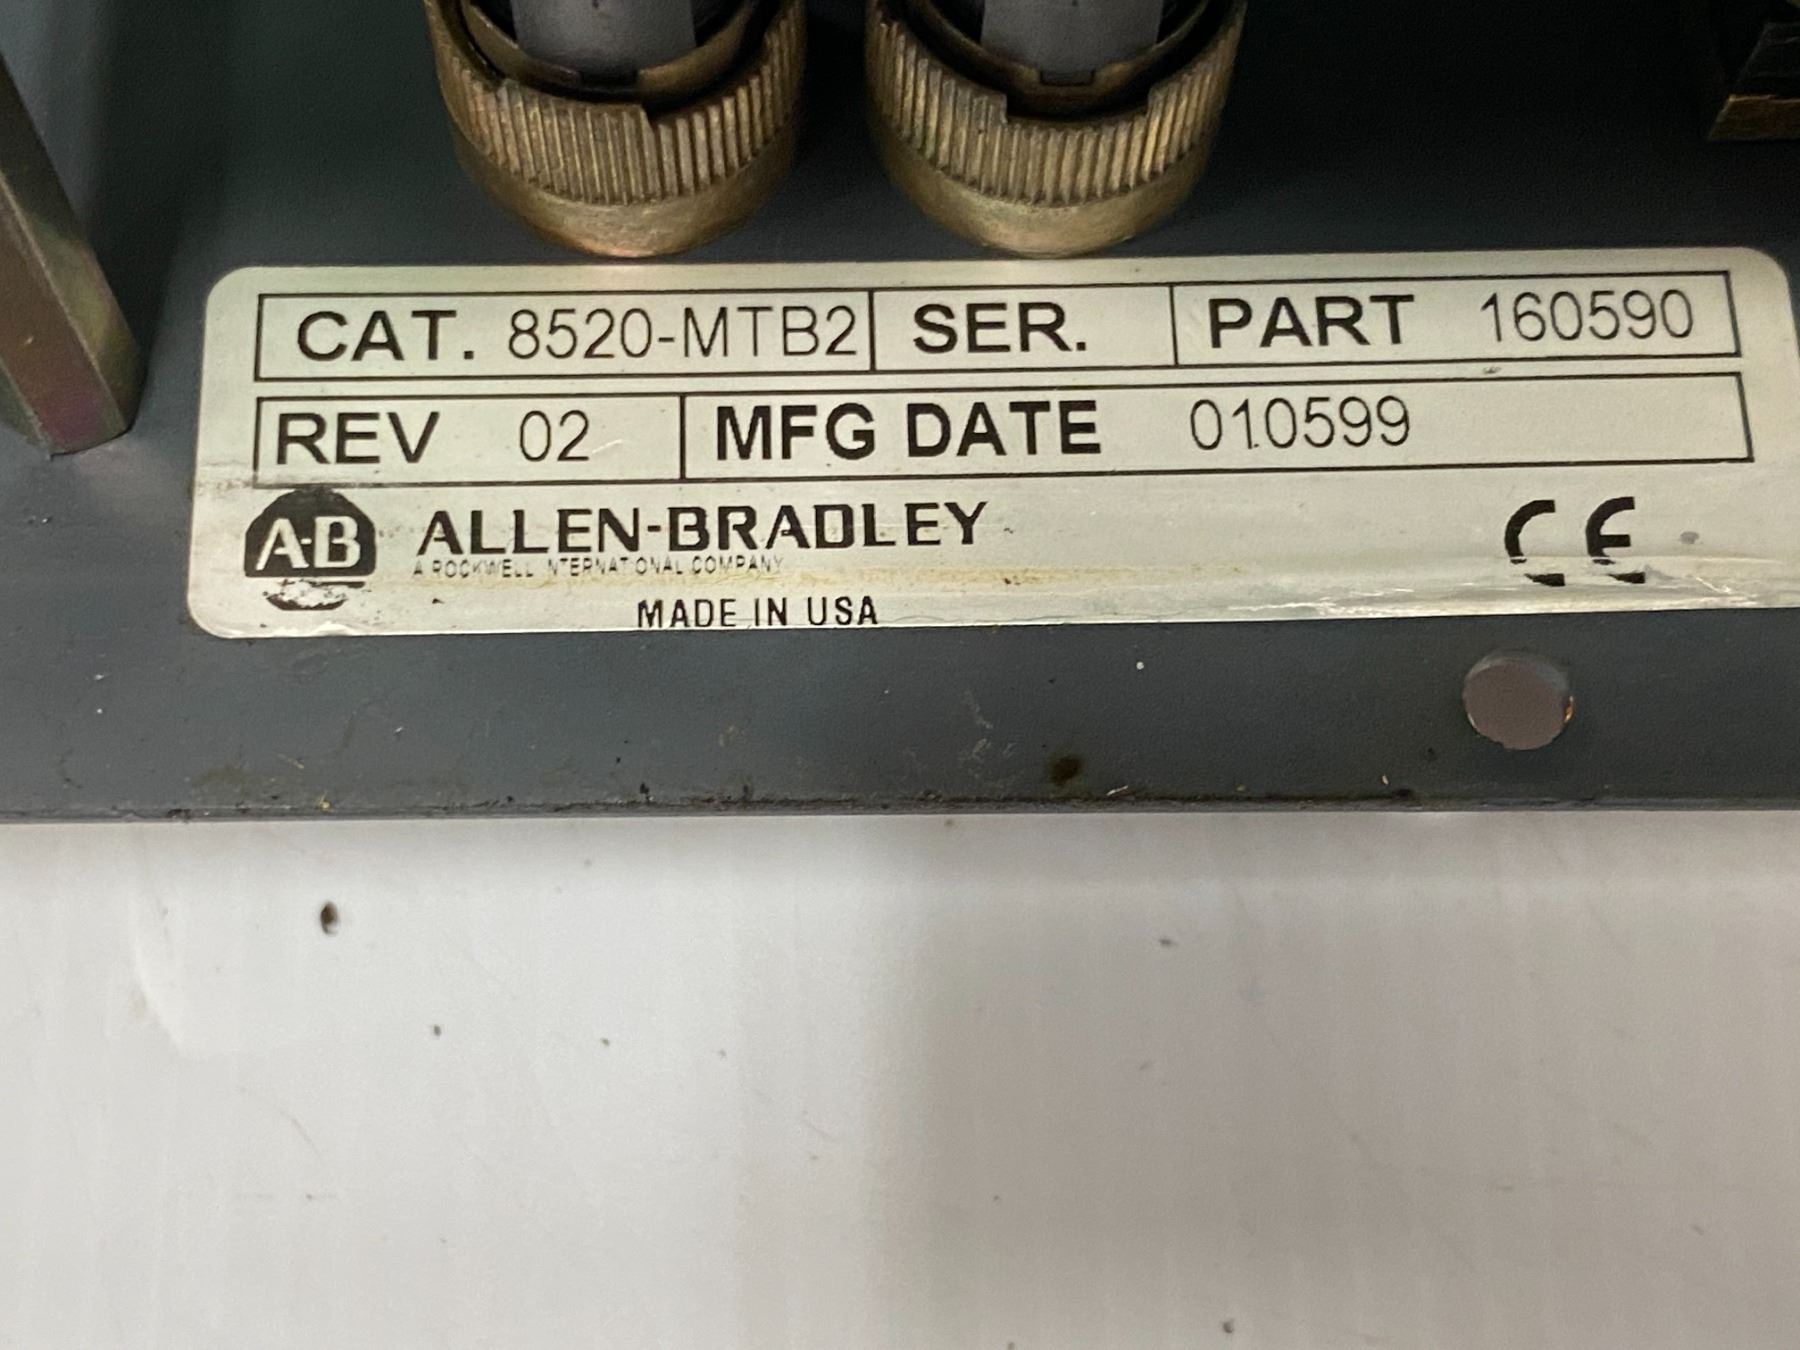 CAT. 8520-MTB2 SER. PART 160590
REV 02 MFG DATE 010599
A-B ALLEN-BRADLEY CE
A ROCKWELL INTERNATIONAL COMPANY
MADE IN USA